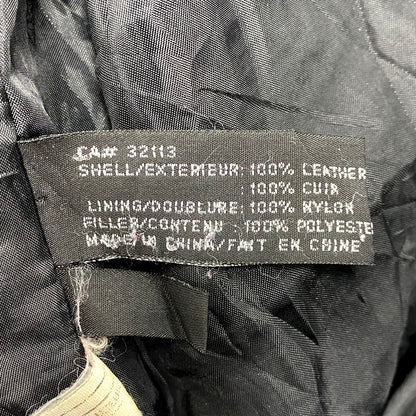 CA# 32113
SHELL/EXTERIEUR: 100% LEATHER
: 100% CUIR
LINING/DOUBLURE: 100% NYLON
FILLER/CONTENU : 100% POLYESTE
MADE IN CHINA/FAIT EN CHINE